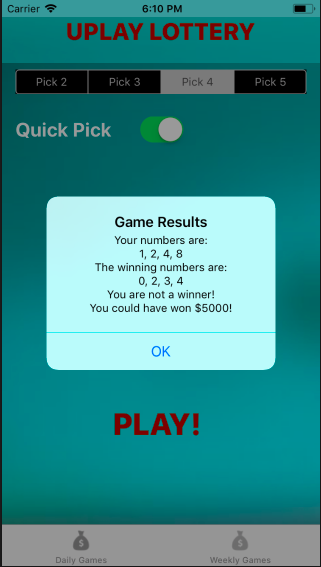 Carrier 6:10 PM
UPLAY LOTTERY
Pick 2 Pick 3 Pick 4 Pick 5
Quick Pick
Game Results
Your numbers are:
1, 2, 4, 8
The winning numbers are:
0, 2, 3, 4
You are not a winner!
You could have won $5000!
OK
PLAY!
$ $
Daily Games Weekly Games